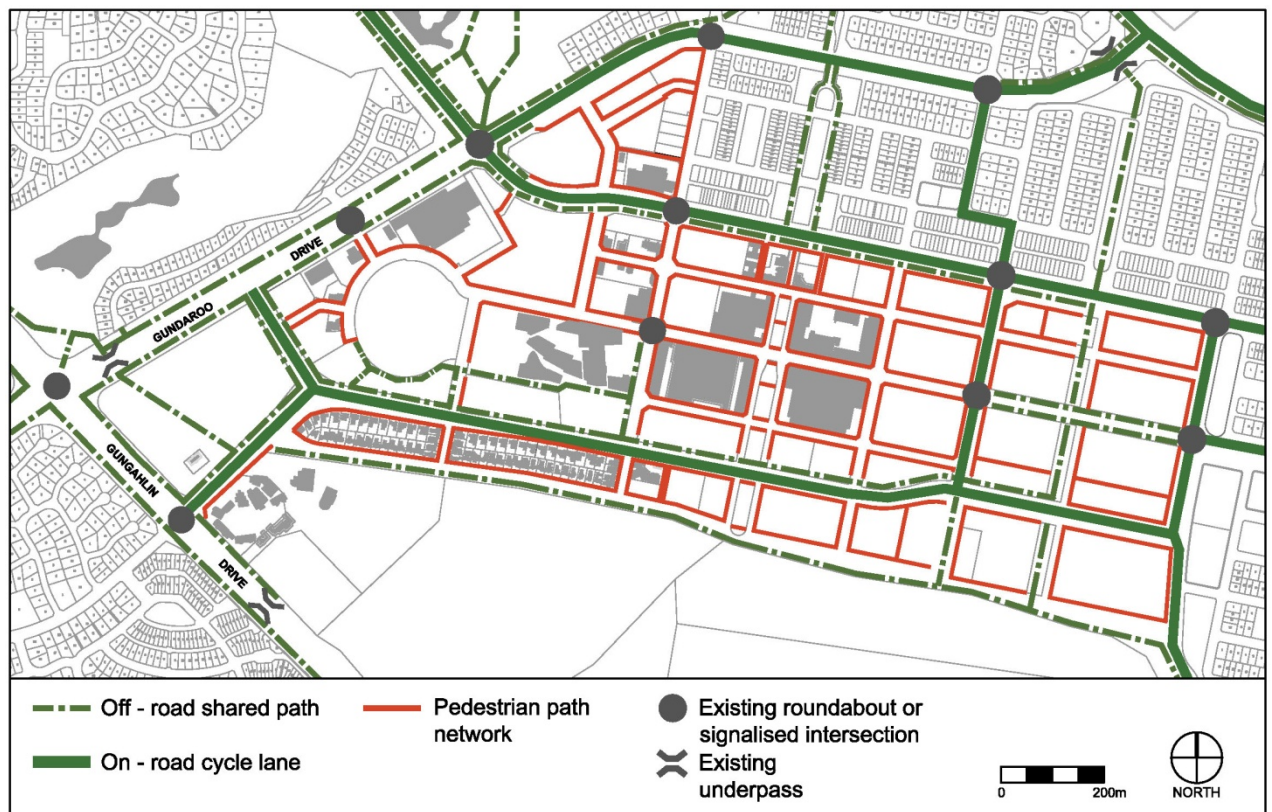 DRIVE
GUNDAROO
GUNGAHLIN
DRIVE
Off - road shared path
On - road cycle lane
Pedestrian path
network
Existing roundabout or
signalised intersection
Existing
underpass
0 200m
NORTH